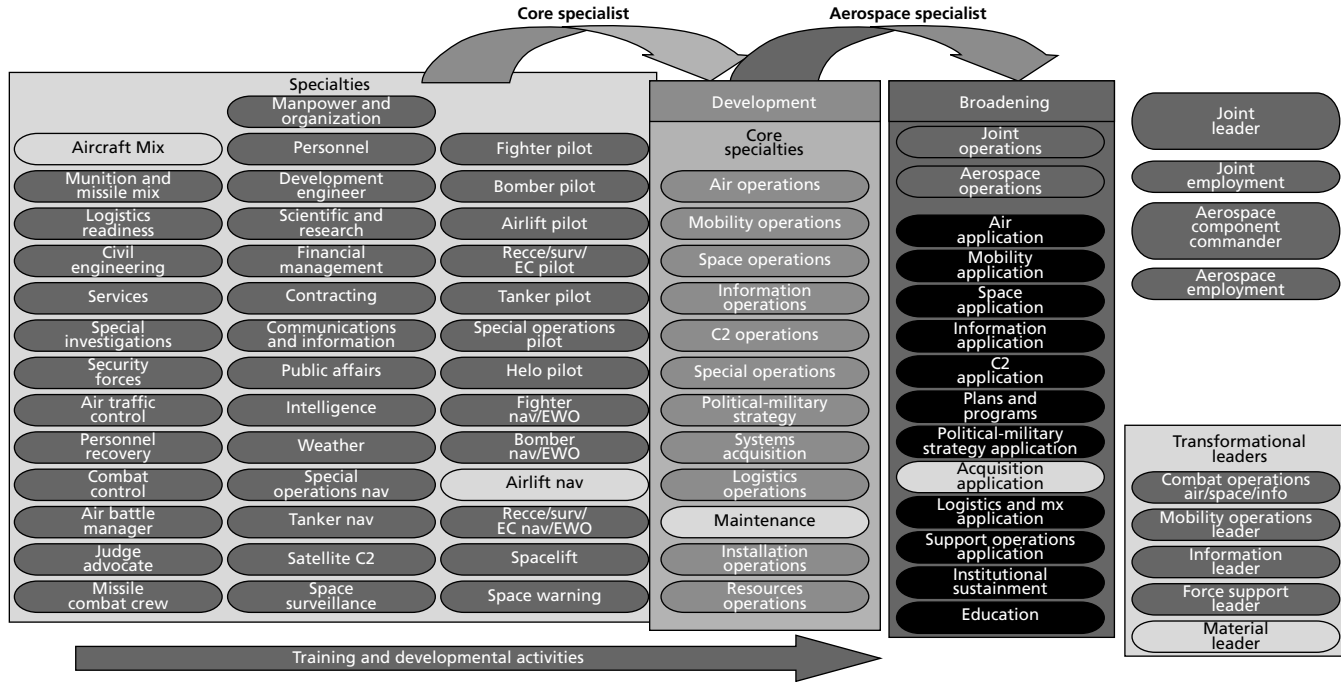 Core specialist
Aerospace specialist
Specialties
Manpower and
organization
Aircraft Mix
Munition and
missile mix
Logistics
readiness
Civil
engineering
Services
Special
investigations
Security
forces
Air traffic
control
Personnel
recovery
Combat
control
Air battle
manager
Judge
advocate
Missile
combat crew
Personnel
Development
engineer
Scientific and
research
Financial
management
Contracting
Communications
and information
Public affairs
Intelligence
Weather
Special
operations nav
Tanker nav
Satellite C2
Space
surveillance
Fighter pilot
Bomber pilot
Airlift pilot
Recce/surv/
EC pilot
Tanker pilot
Special operations
pilot
Helo pilot
Fighter
nav/EWO
Bomber
nav/EWO
Airlift nav
Recce/surv/
EC nav/EWO
Spacelift
Space warning
Development
Core
specialties
Air operations
Mobility operations
Space operations
Information
operations
C2 operations
Special operations
Political-military
strategy
Systems
acquisition
Logistics
operations
Maintenance
Installation
operations
Resources
operations
Broadening
Joint
operations
Aerospace
operations
Air
application
Mobility
application
Space
application
Information
application
C2
application
Plans and
programs
Political-military
strategy application
Acquisition
application
Logistics and mx
application
Support operations
application
Institutional
sustainment
Education
Joint
leader
Joint
employment
Aerospace
component
commander
Aerospace
employment
Transformational
leaders
Combat operations
air/space/info
Mobility operations
leader
Information
leader
Force support
leader
Material
leader
Training and developmental activities